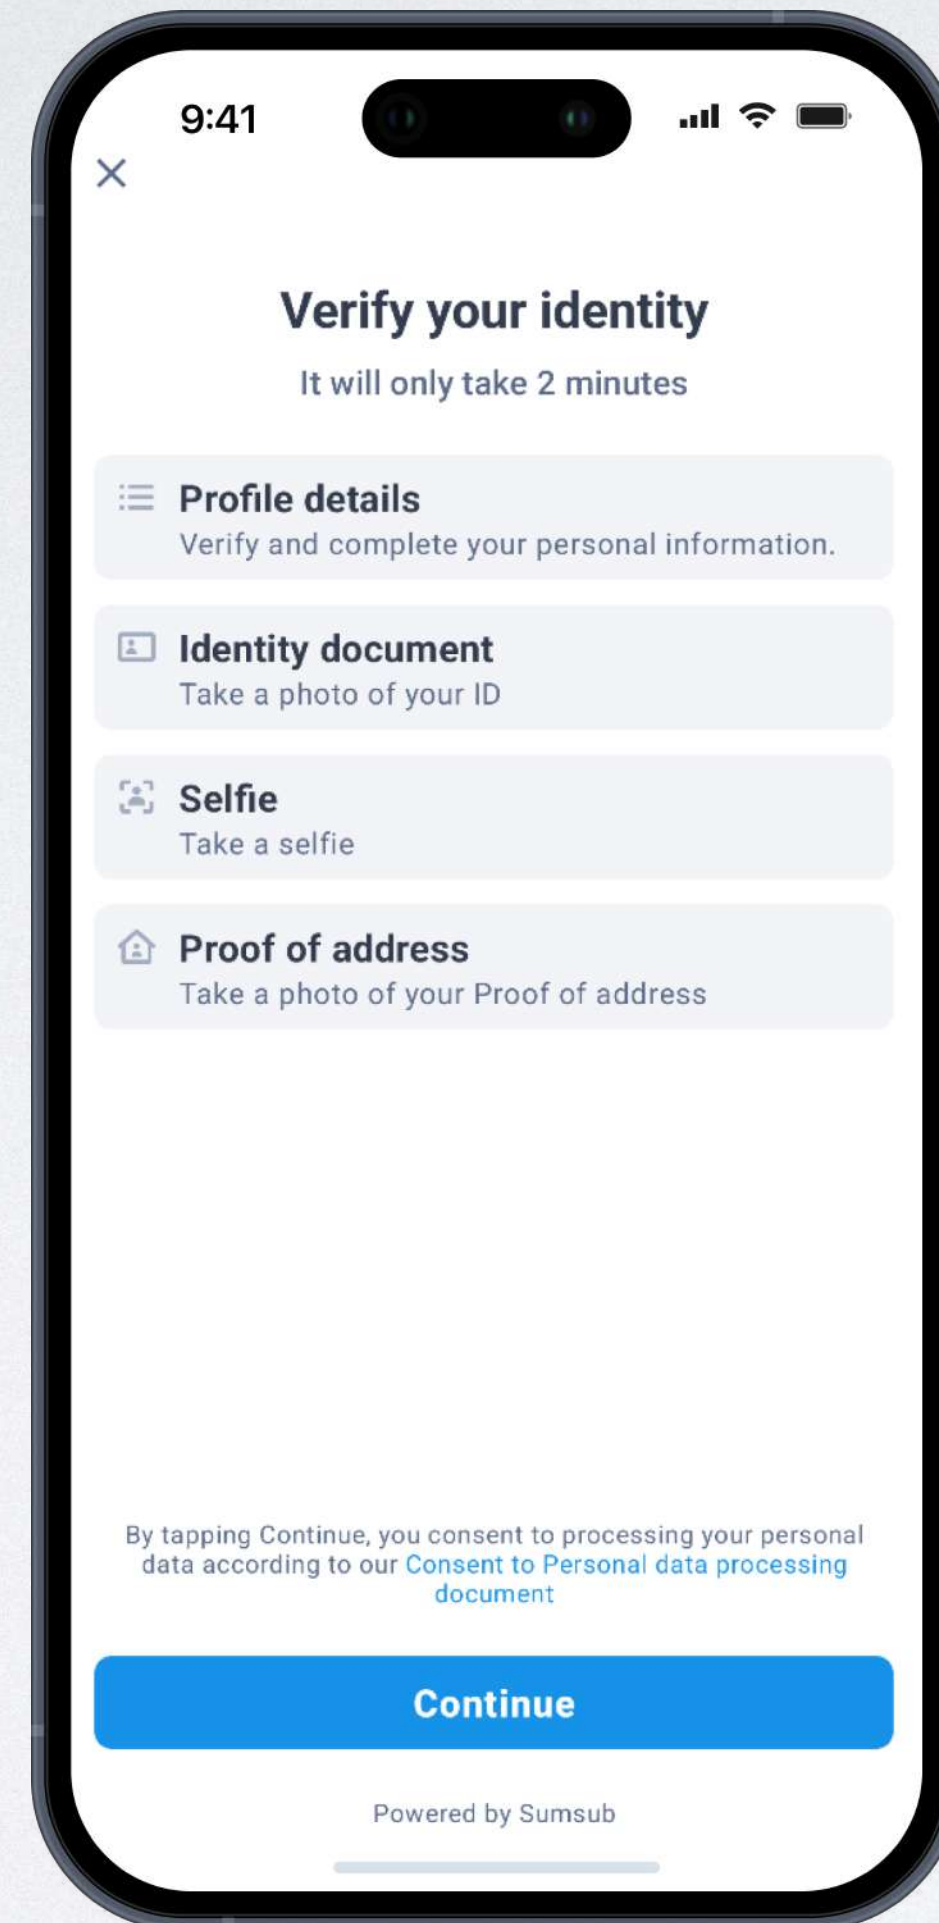 9:41
Verify your identity
It will only take 2 minutes
Profile details
Verify and complete your personal information.
Identity document
Take a photo of your ID
Selfie
Take a selfie
Proof of address
Take a photo of your Proof of address
By tapping Continue, you consent to processing your personal
data according to our Consent to Personal data processing
document
Continue
Powered by Sumsub